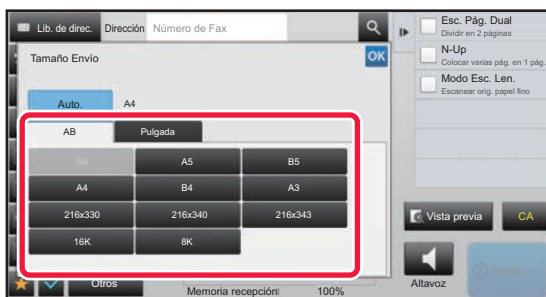 Lib. de direc.
Dirección
Número de Fax
Tamaño Envío
OK
Auto.
A4
AB
Pulgada
A6
A5
B5
A4
B4
A3
216x330
216x340
216x343
16K
8K
Otros
Memoria recepción:
100%
Esc. Pág. Dual
Dividir en 2 páginas
N-Up
Colocar varias pág. en 1 pág.
Modo Esc. Len.
Escanear orig. papel fino
Vista previa
CA
Altavoz